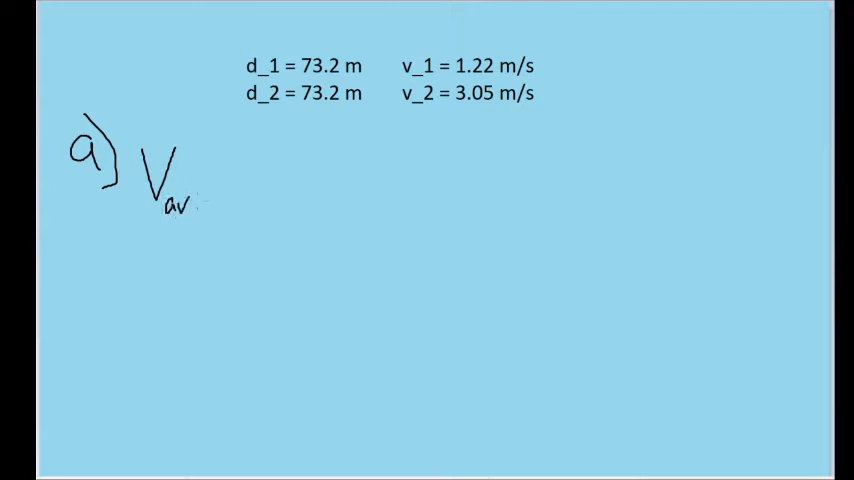 d_1 = 73.2 m v_1 = 1.22 m/s
d_2 = 73.2 m v_2 = 3.05 m/s
a) V_av